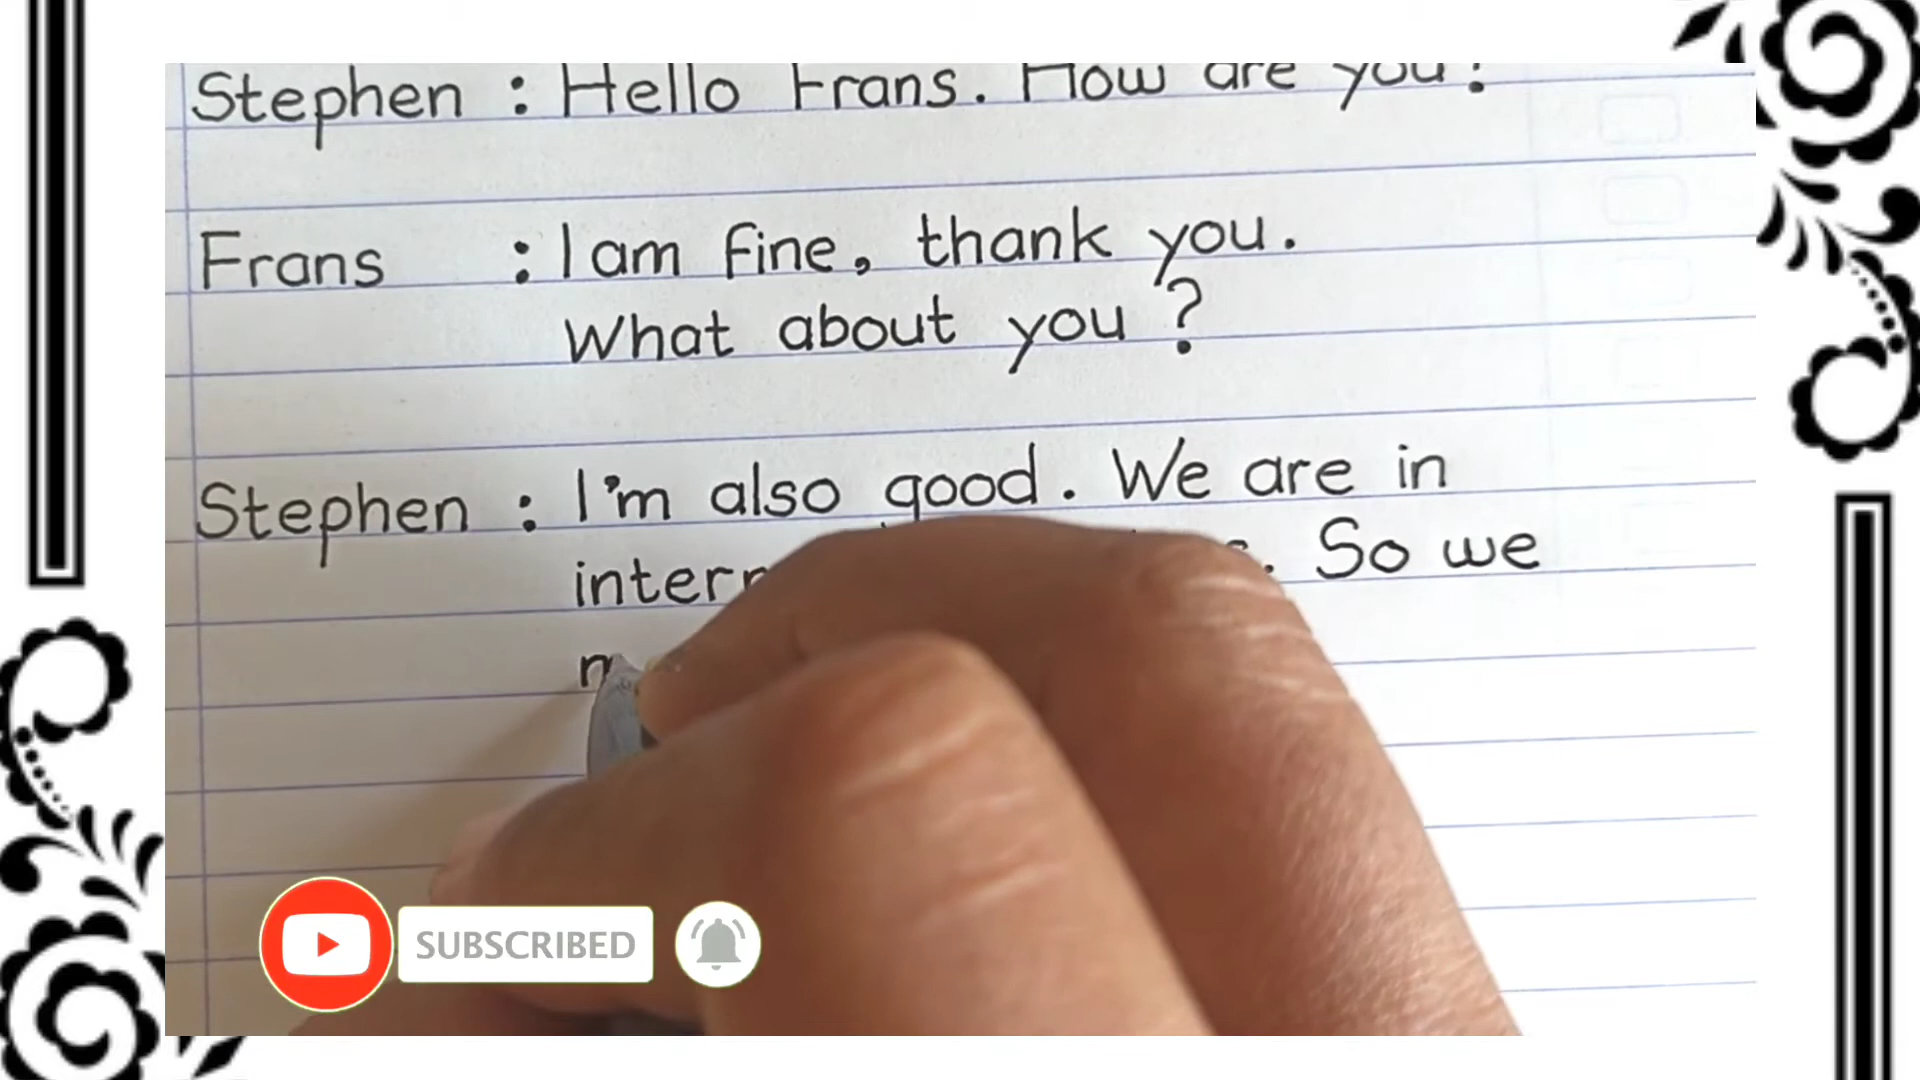 Stephen : Hello Frans. How are you?
Frans : I am fine, thank you.
What about you?
Stephen : I'm also good. We are in
So we
SUBSCRIBED